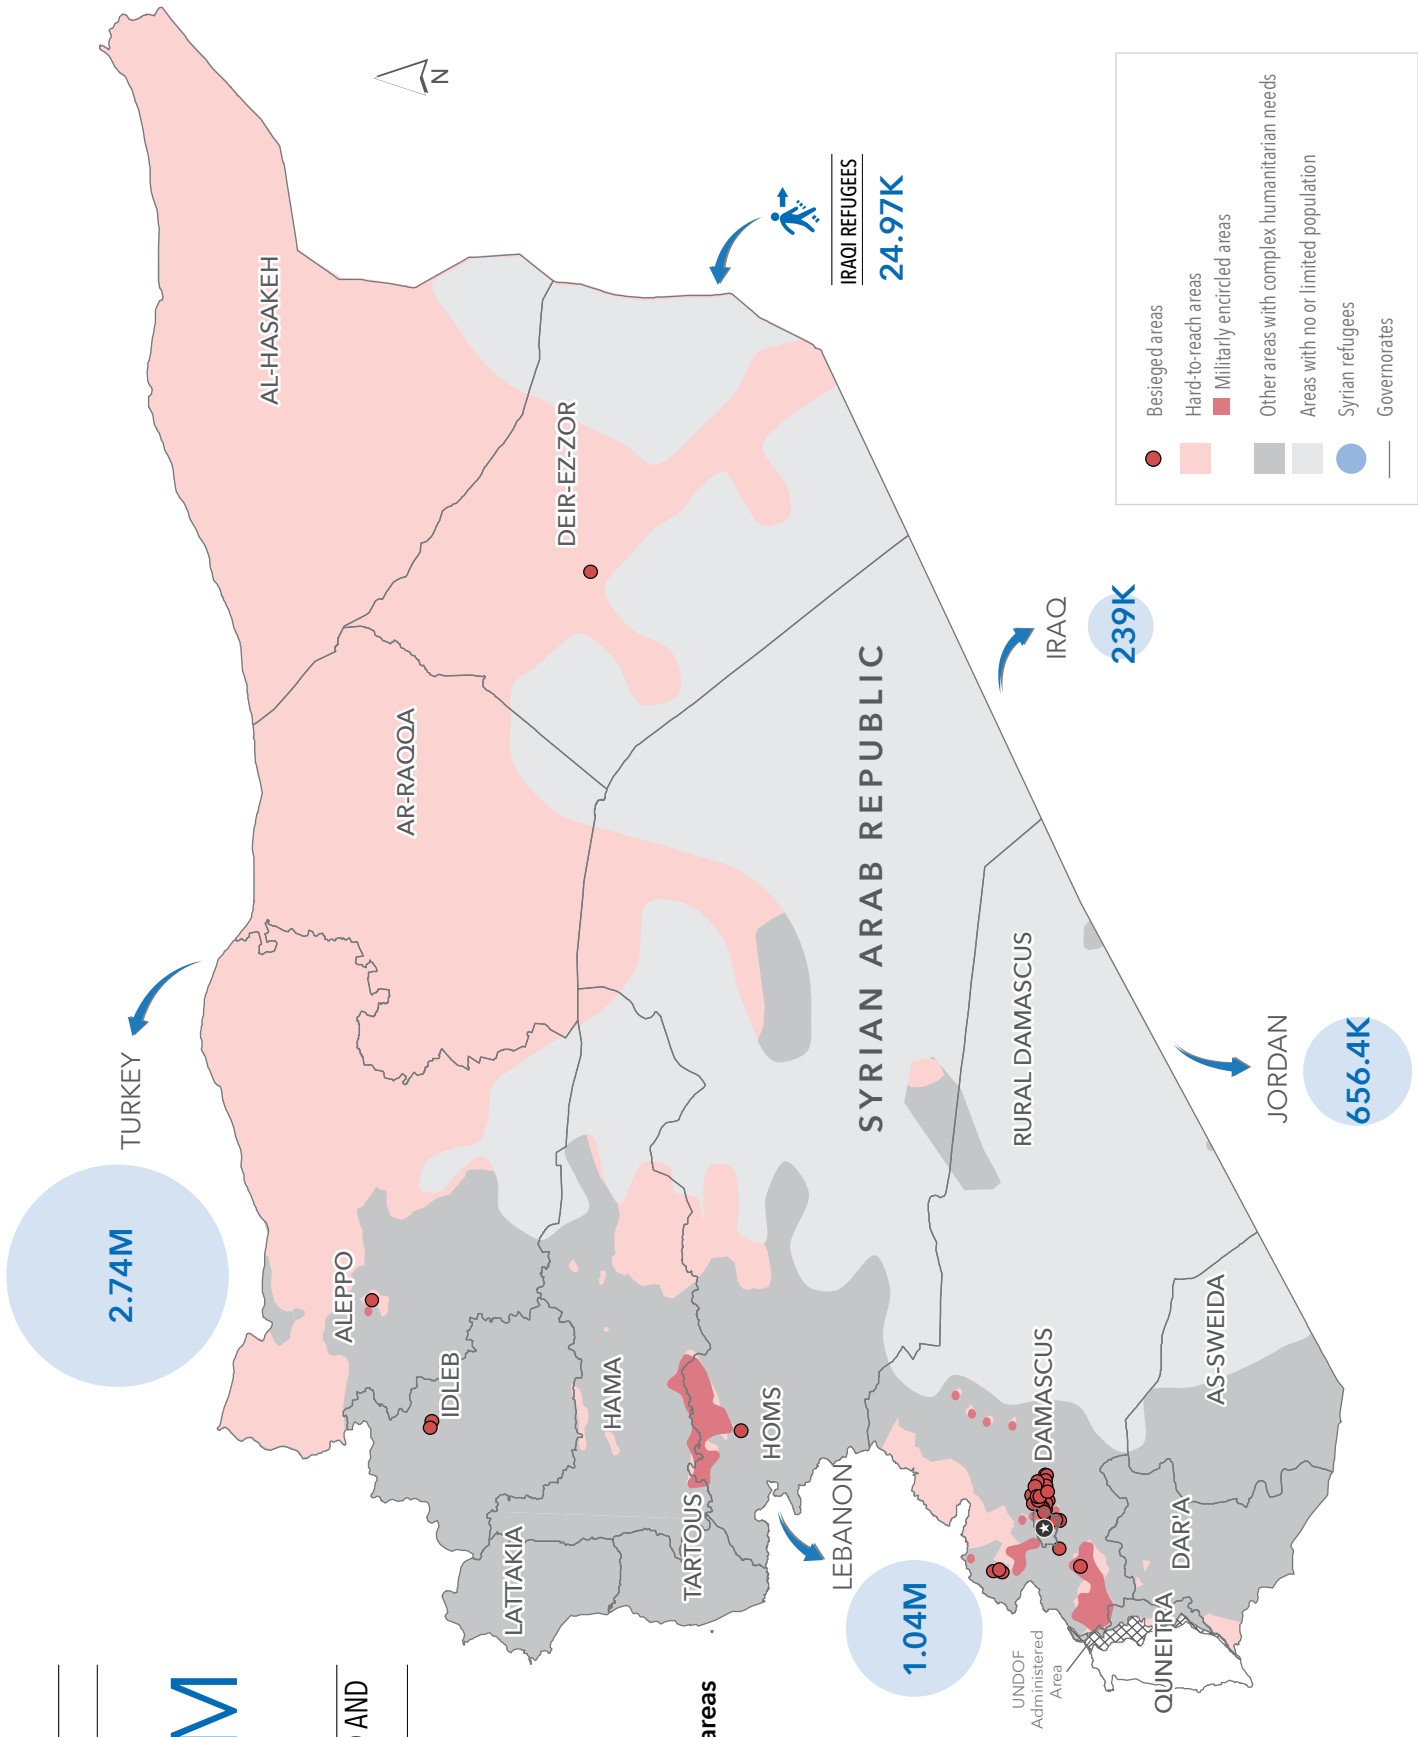 M
AND
areas
TURKEY
2.74M
N
AL-HASAKEH
IRAQI REFUGEES
24.97K
AR-RAQQA
DEIR-EZ-ZOR
ALEPPO
IDLEB
LATTAKIA
HAMA
TARTOUS
HOMS
SYRIAN ARAB REPUBLIC
IRAQ
239K
LEBANON
1.04M
RURAL DAMASCUS
DAMASCUS
UNDOF
Administered
Area
QUNEITRA
DAR'A
AS-SWEIDA
JORDAN
656.4K
Besieged areas
Hard-to-reach areas
Militarly encircled areas
Other areas with complex humanitarian needs
Areas with no or limited population
Syrian refugees
Governorates